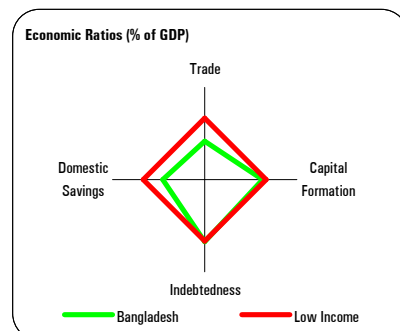 Economic Ratios (% of GDP)
Trade
Domestic
Savings
Capital
Formation
Indebtedness
Bangladesh
Low Income